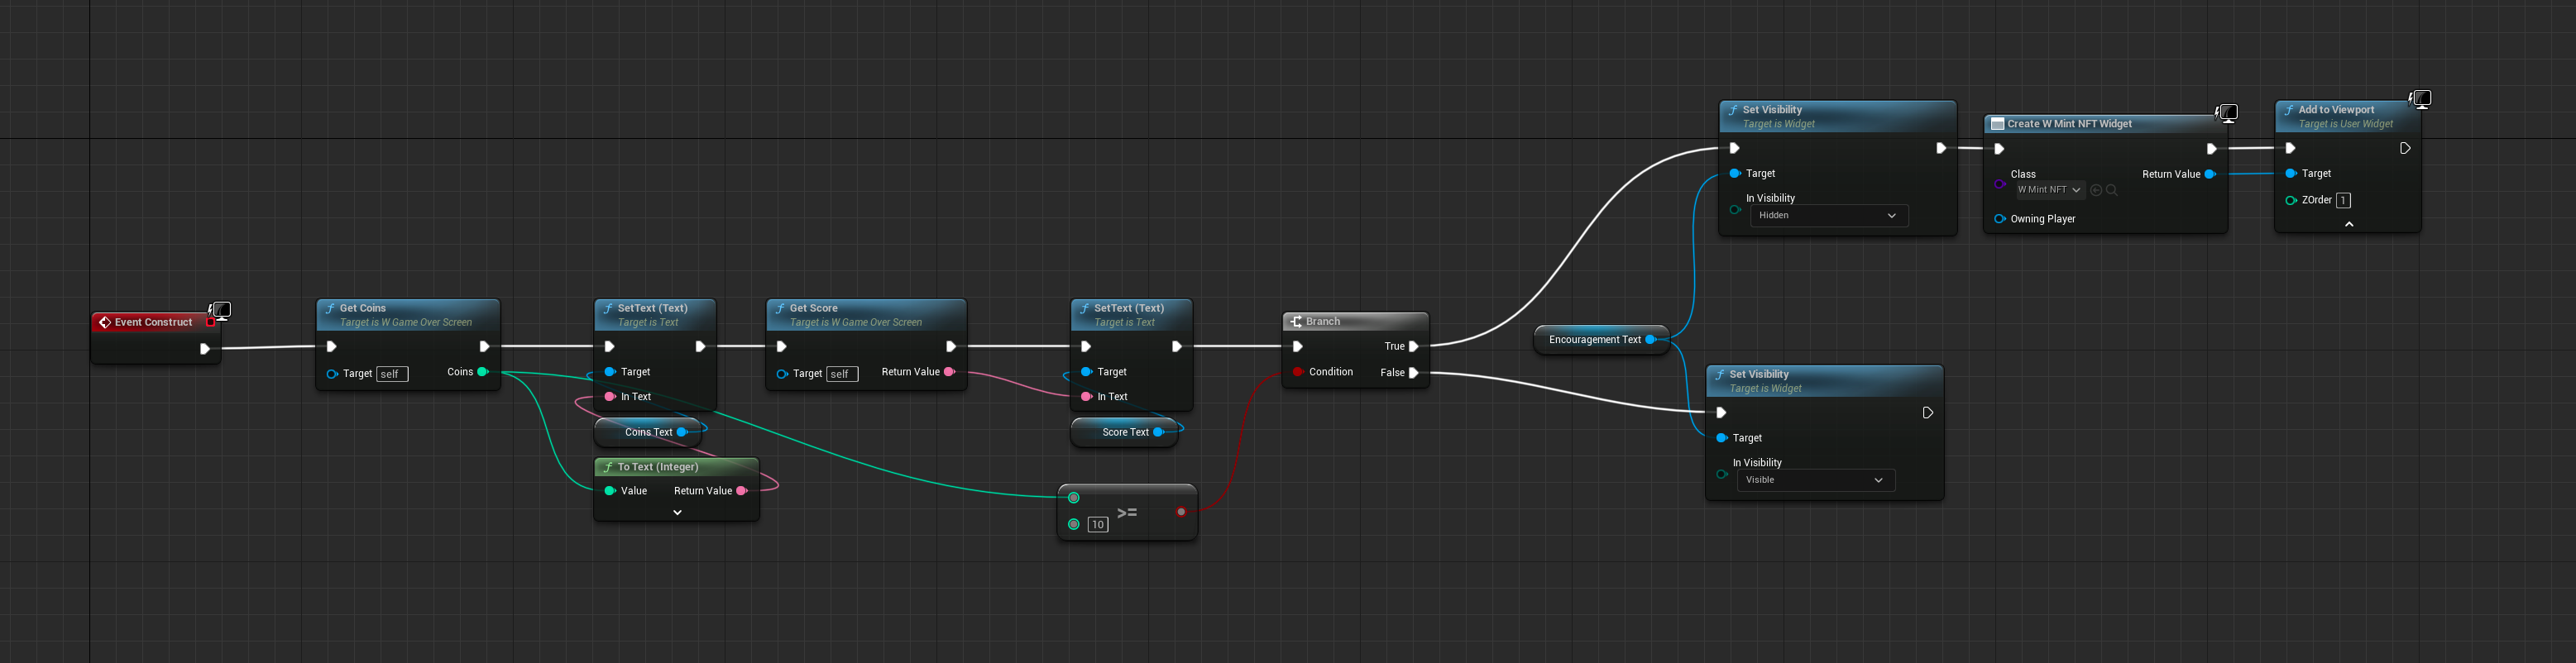 Event Construct
Get Coins
Target is W Game Over Screen
Target self
Coins
SetText (Text)
Target is Text
Target
In Text
Coins Text
To Text (Integer)
Value
Return Value
Get Score
Target is W Game Over Screen
Target self
Return Value
SetText (Text)
Target is Text
Target
In Text
Score Text
10
>=
Branch
True
Condition
False
Encouragement Text
Set Visibility
Target is Widget
Target
In Visibility
Hidden
Create W Mint NFT Widget
Class
W Mint NFT
Return Value
Owning Player
Add to Viewport
Target is User Widget
Target
ZOrder 1
Set Visibility
Target is Widget
Target
In Visibility
Visible